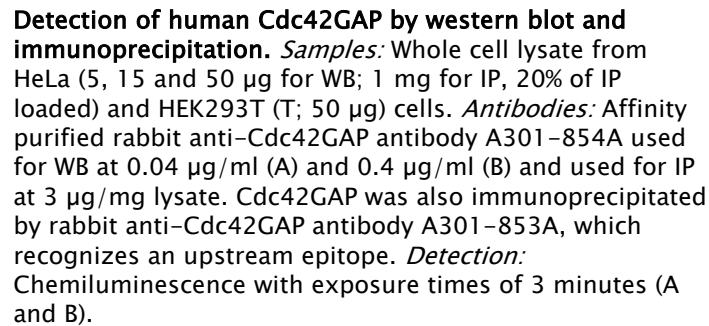 Detection of human Cdc42GAP by western blot and
immunoprecipitation. Samples: Whole cell lysate from
HeLa (5, 15 and 50 µg for WB; 1 mg for IP, 20% of IP
loaded) and HEK293T (T; 50 µg) cells. Antibodies: Affinity
purified rabbit anti-Cdc42GAP antibody A301-854A used
for WB at 0.04 µg/ml (A) and 0.4 µg/ml (B) and used for IP
at 3 µg/mg lysate. Cdc42GAP was also immunoprecipitated
by rabbit anti-Cdc42GAP antibody A301-853A, which
recognizes an upstream epitope. Detection:
Chemiluminescence with exposure times of 3 minutes (A
and B).